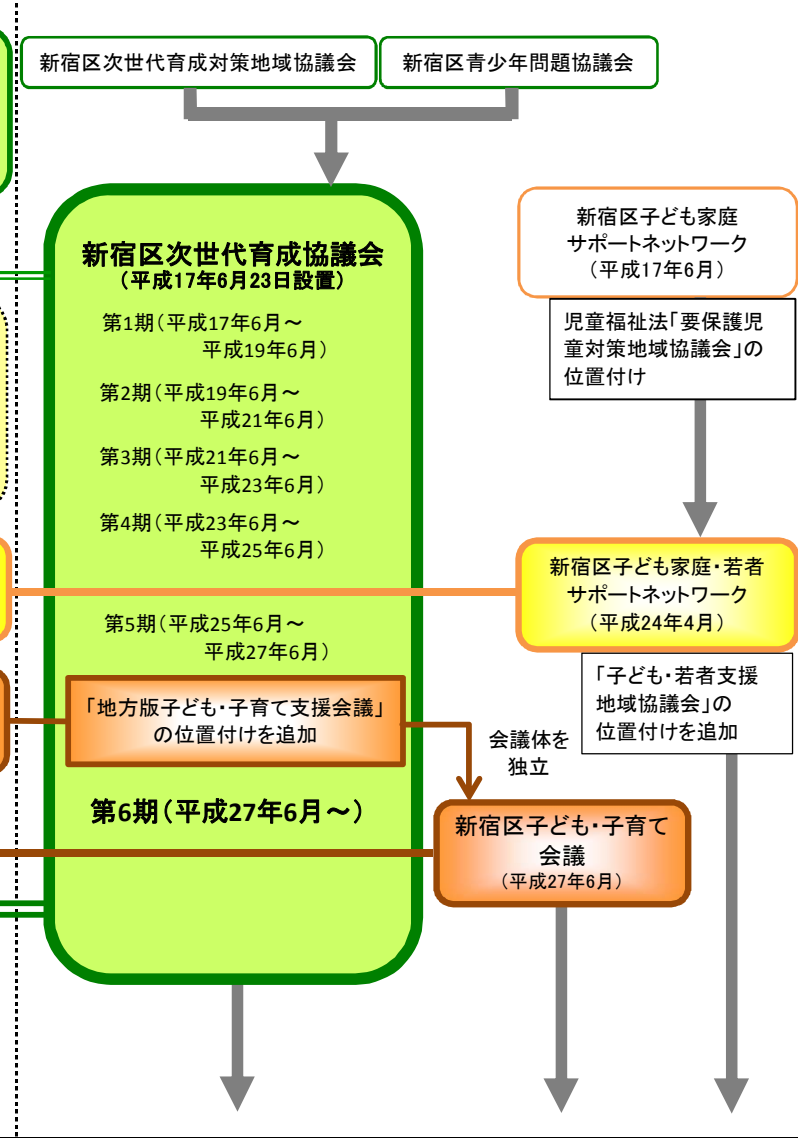 新宿区次世代育成対策地域協議会
新宿区青少年問題協議会
新宿区次世代育成協議会
（平成17年6月23日設置）
第1期（平成17年6月～
平成19年6月）
第2期（平成19年6月～
平成21年6月）
第3期（平成21年6月～
平成23年6月）
第4期（平成23年6月～
平成25年6月）
第5期（平成25年6月～
平成27年6月）
「地方版子ども・子育て支援会議」
の位置付けを追加
第6期（平成27年6月～）
会議体を
独立
新宿区子ども・子育て
会議
（平成27年6月）
新宿区子ども家庭
サポートネットワーク
（平成17年6月）
児童福祉法「要保護児
童対策地域協議会」の
位置付け
新宿区子ども家庭・若者
サポートネットワーク
（平成24年4月）
「子ども・若者支援
地域協議会」の
位置付けを追加